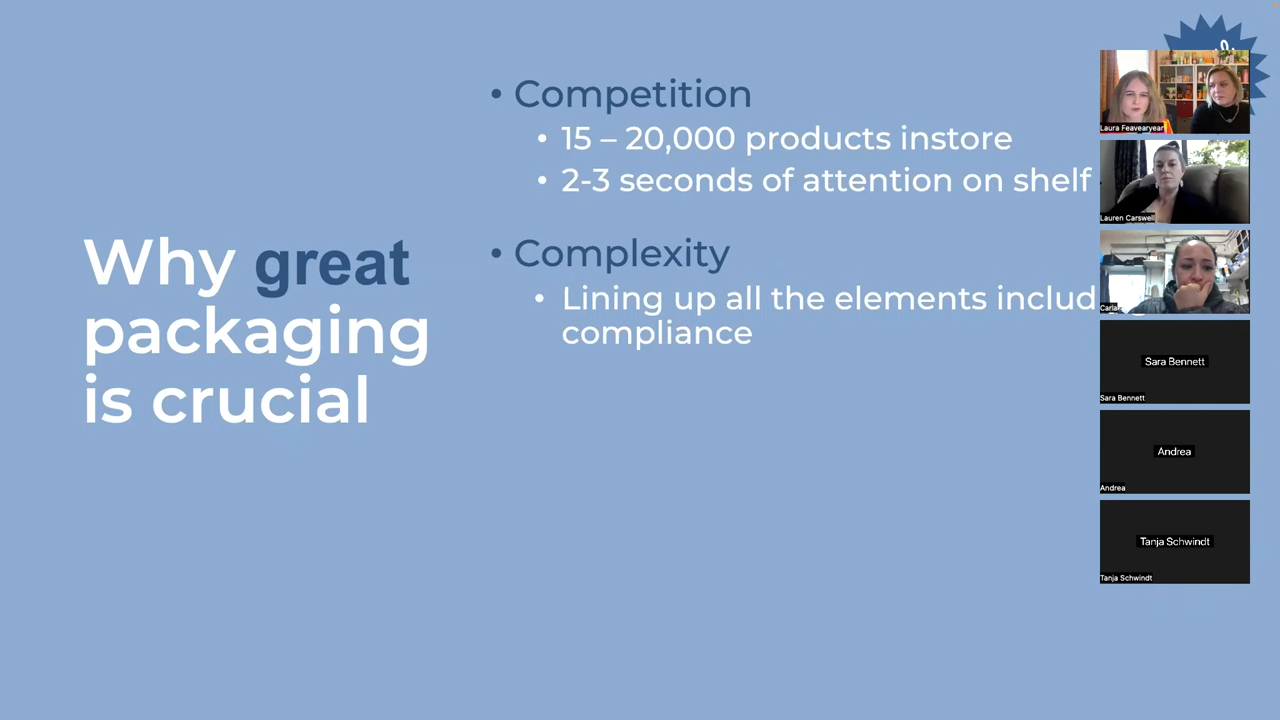 Why great
packaging
is crucial
• Competition
• 15 – 20,000 products instore
• 2-3 seconds of attention on shelf
• Complexity
• Lining up all the elements includ
compliance
Laura Feavearyear
Lauren Carswell
Carla
Sara Bennett
Sara Bennett
Andrea
Andrea
Tanja Schwindt
Tanja Schwindt